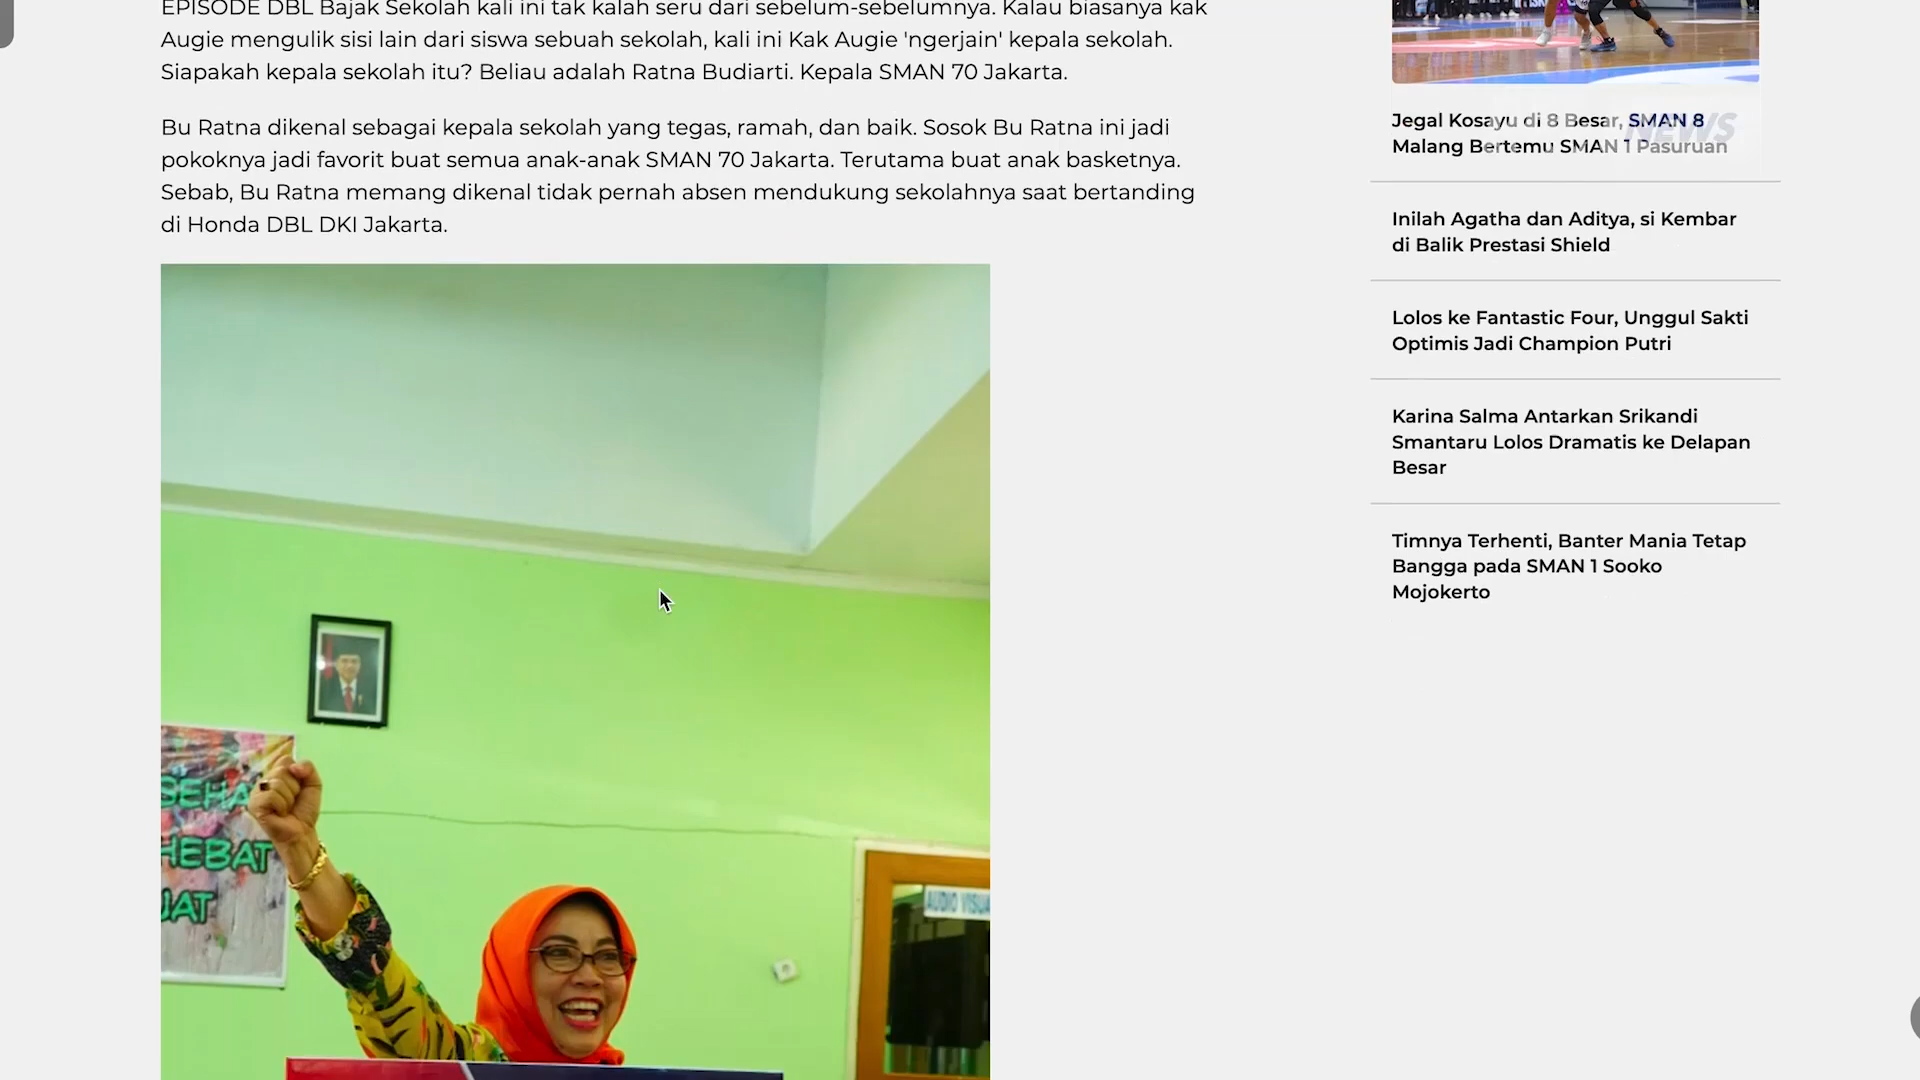 EPISODE DBL Bajak Sekolah kali ini tak kalah seru dari sebelum-sebelumnya. Kalau biasanya kak
Augie mengulik sisi lain dari siswa sebuah sekolah, kali ini Kak Augie 'ngerjain' kepala sekolah.
Siapakah kepala sekolah itu? Beliau adalah Ratna Budiarti. Kepala SMAN 70 Jakarta.
Bu Ratna dikenal sebagai kepala sekolah yang tegas, ramah, dan baik. Sosok Bu Ratna ini jadi
pokoknya jadi favorit buat semua anak-anak SMAN 70 Jakarta. Terutama buat anak basketnya.
Sebab, Bu Ratna memang dikenal tidak pernah absen mendukung sekolahnya saat bertanding
di Honda DBL DKI Jakarta.
SEHA
HEBAT
UAT
AUDIO VISUA
Jegal Kosayu di 8 Besar, SMAN 8
Malang Bertemu SMAN 1 Pasuruan
NEWS
Inilah Agatha dan Aditya, si Kembar
di Balik Prestasi Shield
Lolos ke Fantastic Four, Unggul Sakti
Optimis Jadi Champion Putri
Karina Salma Antarkan Srikandi
Smantaru Lolos Dramatis ke Delapan
Besar
Timnya Terhenti, Banter Mania Tetap
Bangga pada SMAN 1 Sooko
Mojokerto